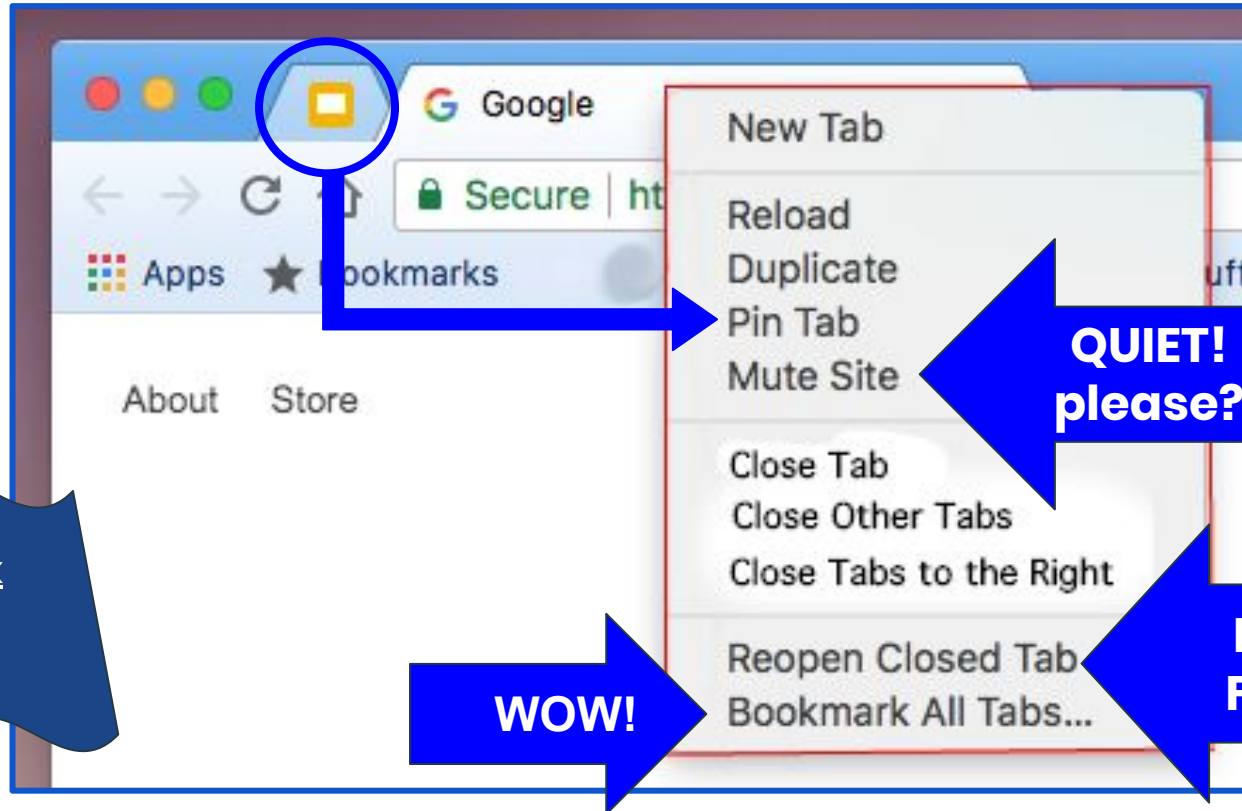 Google
New Tab
Secure | ht
Reload
Apps
Duplicate
Pin Tab
QUIET!
please?
Mute Site
About Store
Close Tab
Close Other Tabs
Close Tabs to the Right
Reopen Closed Tab
WOW!
Bookmark All Tabs...